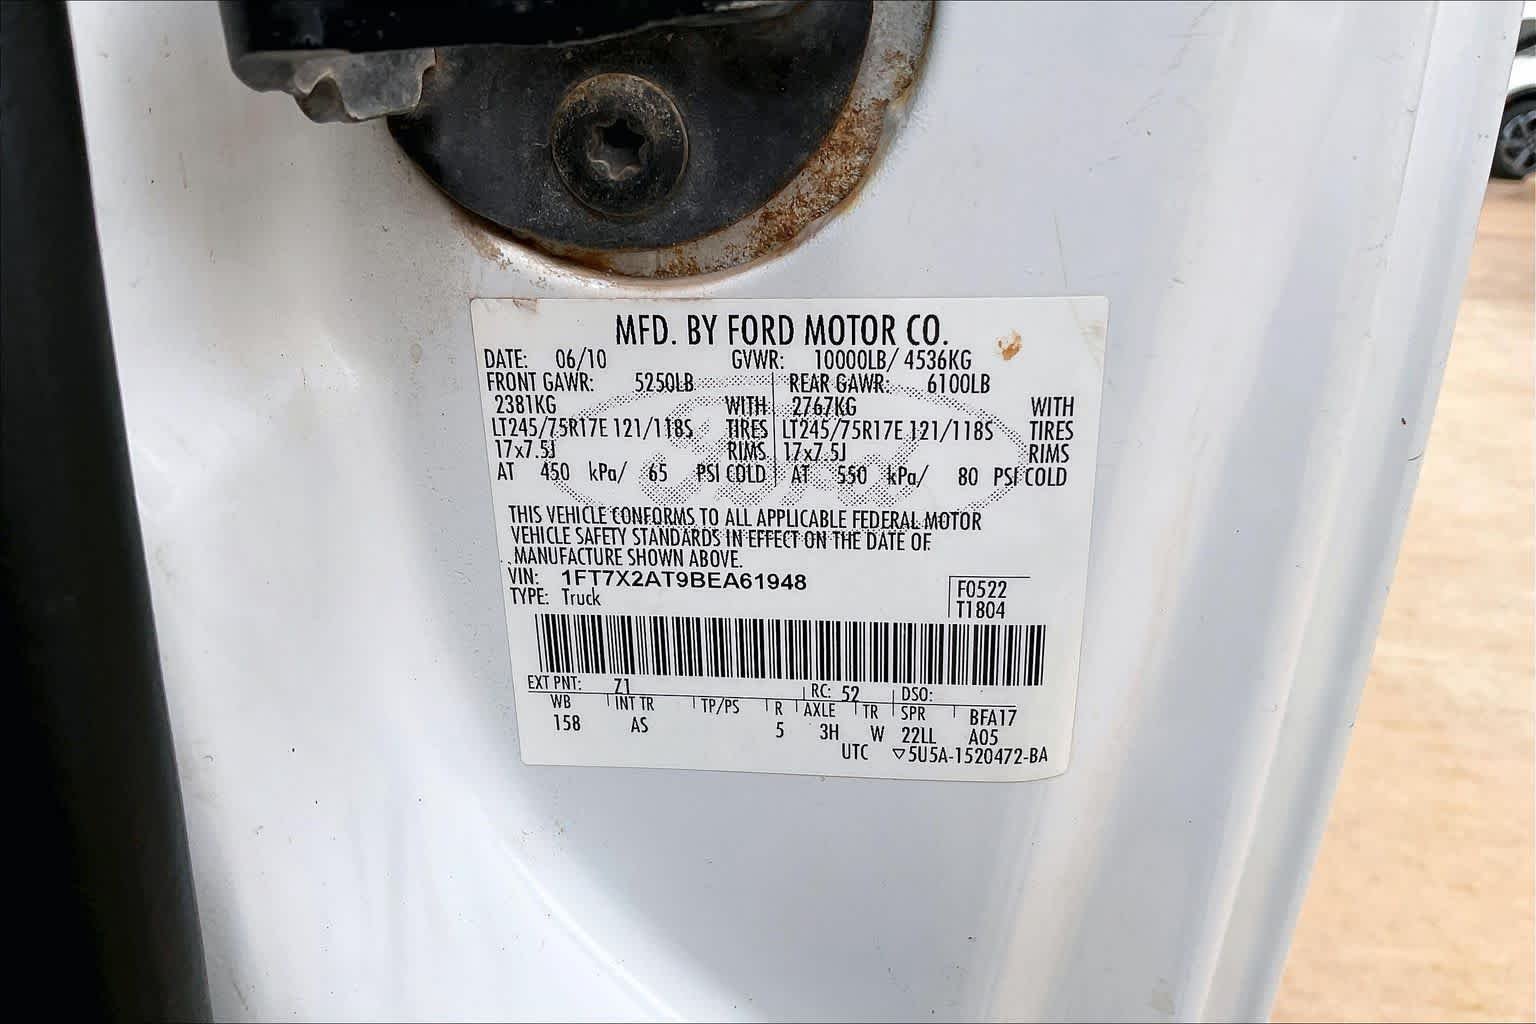 MFD. BY FORD MOTOR CO.
DATE: 06/10 GVWR: 10000LB/ 4536KG
FRONT GAWR: 5250LB REAR GAWR: 6100LB
2381KG WITH 2767KG WITH
LT245/75R17E 121/118S TIRES LT245/75R17E 121/118S TIRES
17x7.5J RIMS 17x7.5J RIMS
AT 450 kPa/ 65 PSI COLD AT 550 kPa/ 80 PSI COLD
THIS VEHICLE CONFORMS TO ALL APPLICABLE FEDERAL MOTOR
VEHICLE SAFETY STANDARDS IN EFFECT ON THE DATE OF
MANUFACTURE SHOWN ABOVE.
VIN: 1FT7X2AT9BEA61948
TYPE: Truck
F0522
T1804
EXT PNT: Z1 RC: 52 DSO:
WB INT TR TP/PS R AXLE TR SPR BFA17
158 AS 5 3H W 22LL A05
UTC ▽5U5A-1520472-BA